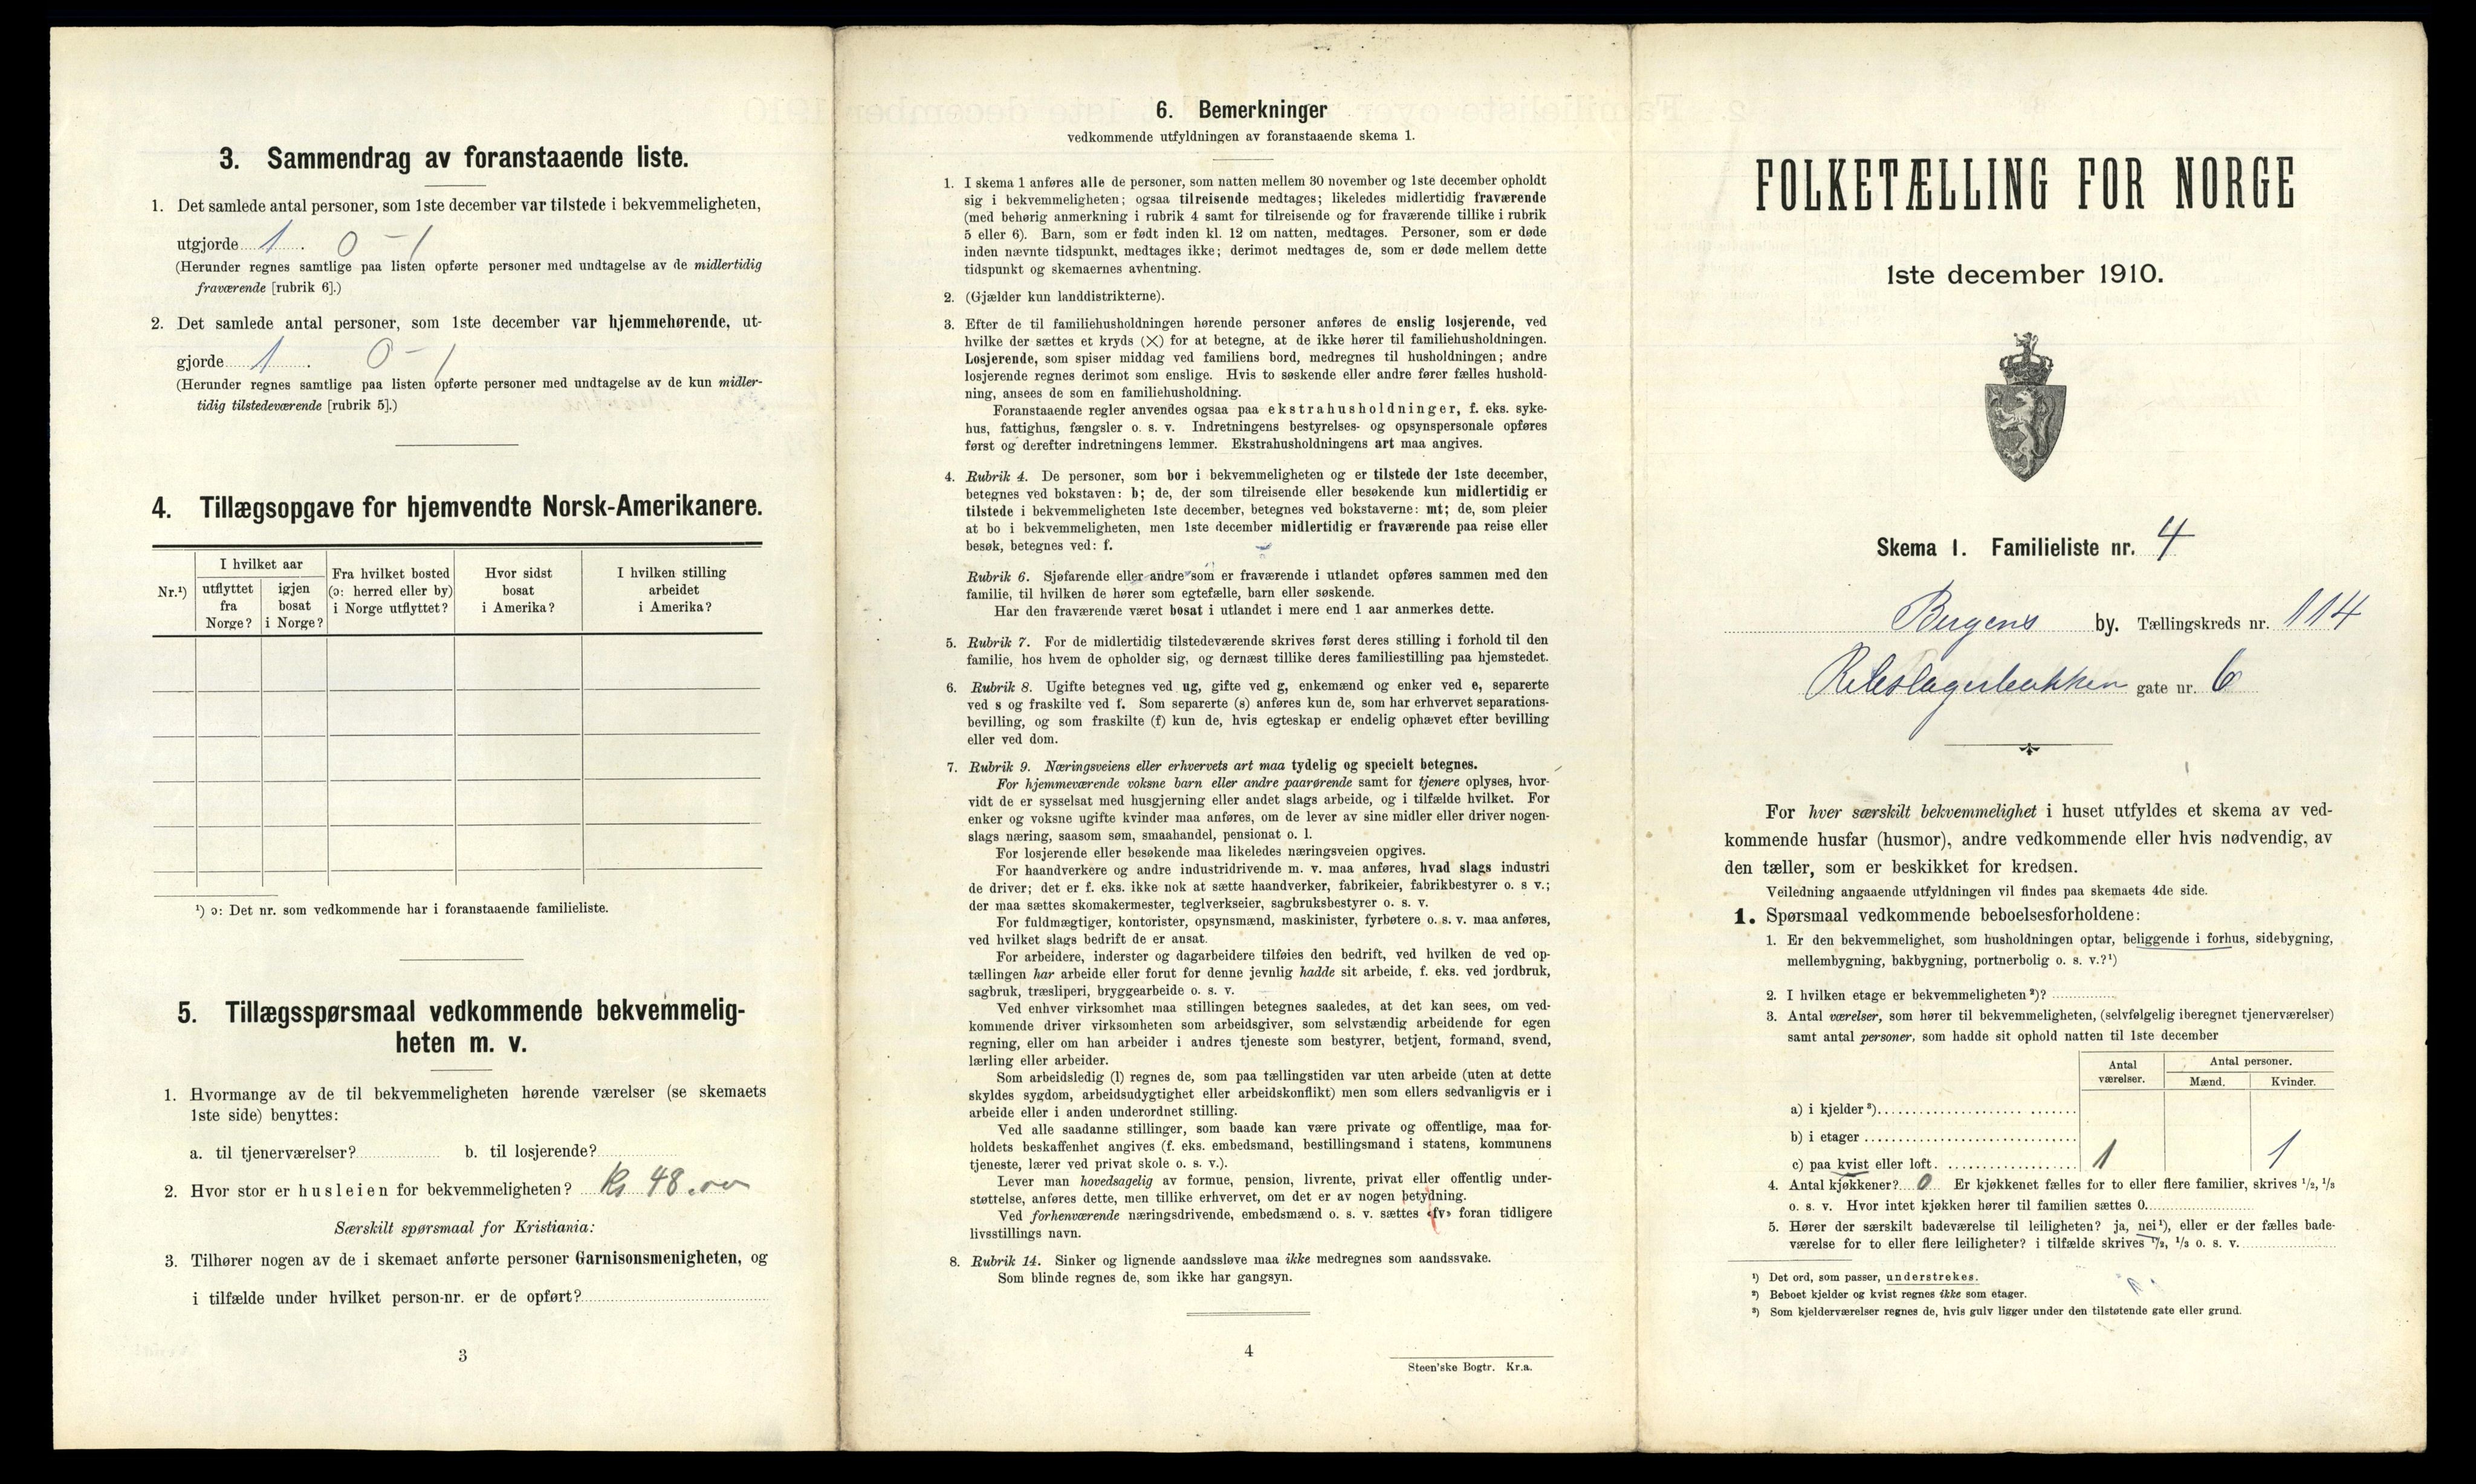 3. Sammendrag av foranstaaende liste.
1. Det samlede antal personer, som 1ste december var tilstede i bekvemmeligheten,
utgjorde 1. 0 – 1
(Herunder regnes samtlige paa listen opførte personer med undtagelse av de midlertidig
fraværende [rubrik 6].)
2. Det samlede antal personer, som 1ste december var hjemmehørende, ut-
gjorde 1. 0 – 1
(Herunder regnes samtlige paa listen opførte personer med undtagelse av de kun midler-
tidig tilstedeværende [rubrik 5].)
4. Tillægsopgave for hjemvendte Norsk-Amerikanere.
Nr.¹)
I hvilket aar
utflyttet fra Norge?
igjen bosat i Norge?
Fra hvilket bosted (ɔ: herred eller by) i Norge utflyttet?
Hvor sidst bosat i Amerika?
I hvilken stilling arbeidet i Amerika?
¹) ɔ: Det nr. som vedkommende har i foranstaaende familieliste.
5. Tillægsspørsmaal vedkommende bekvemmelig-
heten m. v.
1. Hvormange av de til bekvemmeligheten hørende værelser (se skemaets
1ste side) benyttes:
a. til tjenerværelser? b. til losjerende?
2. Hvor stor er husleien for bekvemmeligheten? Kr 48.00
Særskilt spørsmaal for Kristiania:
3. Tilhører nogen av de i skemaet anførte personer Garnisonsmenigheten, og
i tilfælde under hvilket person-nr. er de opført?
3
6. Bemerkninger
vedkommende utfyldningen av foranstaaende skema 1.
1. I skema 1 anføres alle de personer, som natten mellem 30 november og 1ste december opholdt
sig i bekvemmeligheten; ogsaa tilreisende medtages; likeledes midlertidig fraværende
(med behørig anmerkning i rubrik 4 samt for tilreisende og for fraværende tillike i rubrik
5 eller 6). Barn, som er født inden kl. 12 om natten, medtages. Personer, som er døde
inden nævnte tidspunkt, medtages ikke; derimot medtages de, som er døde mellem dette
tidspunkt og skemaernes avhentning.
2. (Gjælder kun landdistrikterne).
3. Efter de til familiehusholdningen hørende personer anføres de enslig losjerende, ved
hvilke der sættes et kryds (×) for at betegne, at de ikke hører til familiehusholdningen.
Losjerende, som spiser middag ved familiens bord, medregnes til husholdningen; andre
losjerende regnes derimot som enslige. Hvis to søskende eller andre fører fælles hushold-
ning, ansees de som en familiehusholdning.
Foranstaaende regler anvendes ogsaa paa ekstrahusholdninger, f. eks. syke-
hus, fattighus, fængsler o. s. v. Indretningens bestyrelses- og opsynspersonale opføres
først og derefter indretningens lemmer. Ekstrahusholdningens art maa angives.
4. Rubrik 4. De personer, som bor i bekvemmeligheten og er tilstede der 1ste december,
betegnes ved bokstaven: b; de, der som tilreisende eller besøkende kun midlertidig er
tilstede i bekvemmeligheten 1ste december, betegnes ved bokstaverne: mt; de, som pleier
at bo i bekvemmeligheten, men 1ste december midlertidig er fraværende paa reise eller
besøk, betegnes ved: f.
Rubrik 6. Sjøfarende eller andre som er fraværende i utlandet opføres sammen med den
familie, til hvilken de hører som egtefælle, barn eller søskende.
Har den fraværende været bosat i utlandet i mere end 1 aar anmerkes dette.
5. Rubrik 7. For de midlertidig tilstedeværende skrives først deres stilling i forhold til den
familie, hos hvem de opholder sig, og dernæst tillike deres familiestilling paa hjemstedet.
6. Rubrik 8. Ugifte betegnes ved ug, gifte ved g, enkemænd og enker ved e, separerte
ved s og fraskilte ved f. Som separerte (s) anføres kun de, som har erhvervet separations-
bevilling, og som fraskilte (f) kun de, hvis egteskap er endelig ophævet efter bevilling
eller ved dom.
7. Rubrik 9. Næringsveiens eller erhvervets art maa tydelig og specielt betegnes.
For hjemmeværende voksne barn eller andre paarørende samt for tjenere oplyses, hvor-
vidt de er sysselsat med husgjerning eller andet slags arbeide, og i tilfælde hvilket. For
enker og voksne ugifte kvinder maa anføres, om de lever av sine midler eller driver nogen-
slags næring, saasom søm, smaahandel, pensionat o. l.
For losjerende eller besøkende maa likeledes næringsveien opgives.
For haandverkere og andre industridrivende m. v. maa anføres, hvad slags industri
de driver; det er f. eks. ikke nok at sætte haandverker, fabrikeier, fabrikbestyrer o. s v.;
der maa sættes skomakermester, teglverkseier, sagbruksbestyrer o. s. v.
For fuldmægtiger, kontorister, opsynsmænd, maskinister, fyrbøtere o. s. v. maa anføres,
ved hvilket slags bedrift de er ansat.
For arbeidere, inderster og dagarbeidere tilføies den bedrift, ved hvilken de ved op-
tællingen har arbeide eller forut for denne jevnlig hadde sit arbeide, f. eks. ved jordbruk,
sagbruk, træsliperi, bryggearbeide o. s. v.
Ved enhver virksomhet maa stillingen betegnes saaledes, at det kan sees, om ved-
kommende driver virksomheten som arbeidsgiver, som selvstændig arbeidende for egen
regning, eller om han arbeider i andres tjeneste som bestyrer, betjent, formand, svend,
lærling eller arbeider.
Som arbeidsledig (l) regnes de, som paa tællingstiden var uten arbeide (uten at dette
skyldes sygdom, arbeidsudygtighet eller arbeidskonflikt) men som ellers sedvanligvis er i
arbeide eller i anden underordnet stilling.
Ved alle saadanne stillinger, som baade kan være private og offentlige, maa for-
holdets beskaffenhet angives (f. eks. embedsmand, bestillingsmand i statens, kommunens
tjeneste, lærer ved privat skole o. s. v.).
Lever man hovedsagelig av formue, pension, livrente, privat eller offentlig under-
støttelse, anføres dette, men tillike erhvervet, om det er av nogen betydning.
Ved forhenværende næringsdrivende, embedsmænd o. s. v. sættes «fv» foran tidligere
livsstillings navn.
8. Rubrik 14. Sinker og lignende aandssløve maa ikke medregnes som aandssvake.
Som blinde regnes de, som ikke har gangsyn.
4
Steen'ske Bogtr. Kr.a.
FOLKETÆLLING FOR NORGE
1ste december 1910.
Skema 1. Familieliste nr. 4
Bergens by. Tællingskreds nr. 114
Rebslagerbakken gate nr. 6
For hver særskilt bekvemmelighet i huset utfyldes et skema av ved-
kommende husfar (husmor), andre vedkommende eller hvis nødvendig, av
den tæller, som er beskikket for kredsen.
Veiledning angaaende utfyldningen vil findes paa skemaets 4de side.
1. Spørsmaal vedkommende beboelsesforholdene:
1. Er den bekvemmelighet, som husholdningen optar, beliggende i forhus, sidebygning,
mellembygning, bakbygning, portnerbolig o. s. v.?¹)
2. I hvilken etage er bekvemmeligheten²)?
3. Antal værelser, som hører til bekvemmeligheten, (selvfølgelig iberegnet tjenerværelser)
samt antal personer, som hadde sit ophold natten til 1ste december
Antal værelser. Antal personer.
Mænd. Kvinder.
a) i kjelder³)
b) i etager
c) paa kvist eller loft. 1 1
4. Antal kjøkkener? 0 Er kjøkkenet fælles for to eller flere familier, skrives ¹/₂, ¹/₃
o. s. v. Hvor intet kjøkken hører til familien sættes 0.
5. Hører der særskilt badeværelse til leiligheten? ja, nei¹), eller er der fælles bade-
værelse for to eller flere leiligheter? i tilfælde skrives ¹/₂, ¹/₃ o. s. v.
¹) Det ord, som passer, understrekes.
²) Beboet kjelder og kvist regnes ikke som etager.
³) Som kjelderværelser regnes de, hvis gulv ligger under den tilstøtende gate eller grund.